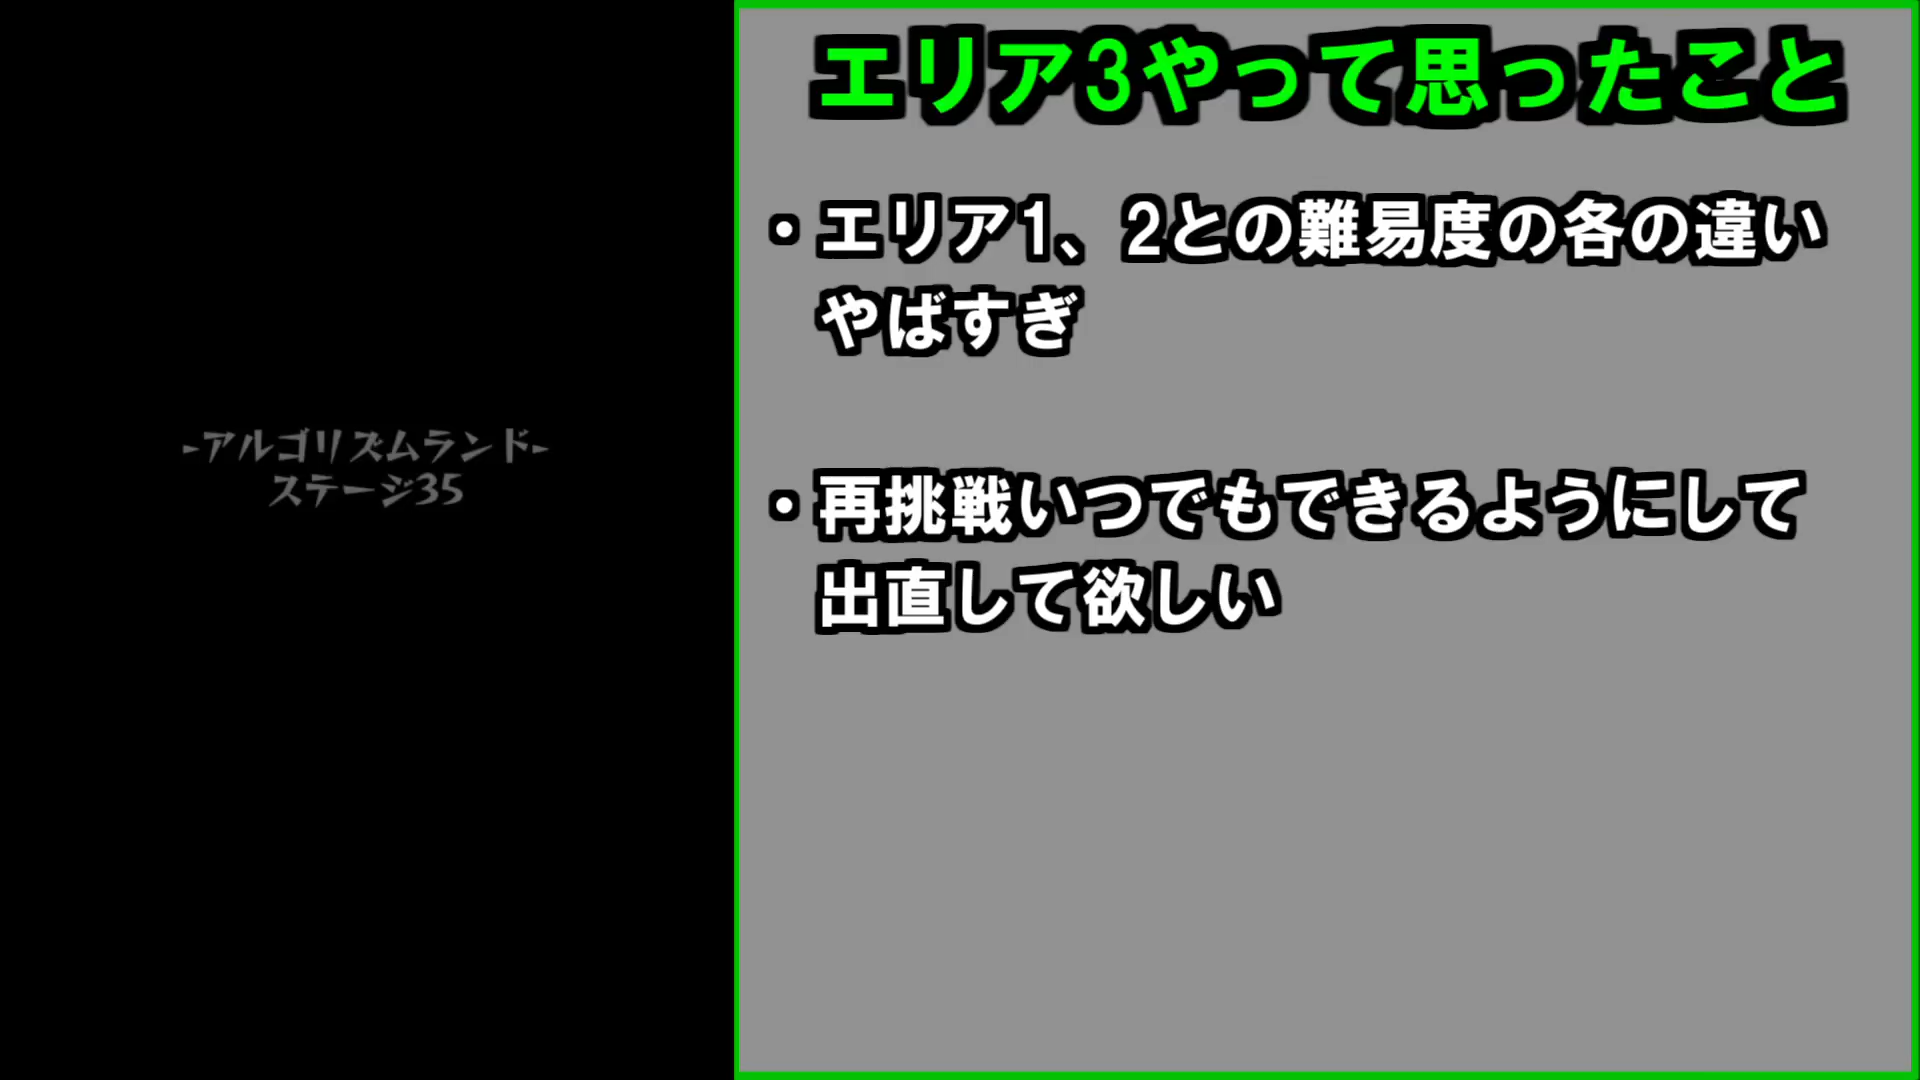 -アルゴリズムランド-
ステージ35
エリア3やって思ったこと
・エリア1、2との難易度の各の違い
やばすぎ
・再挑戦いつでもできるようにして
出直して欲しい